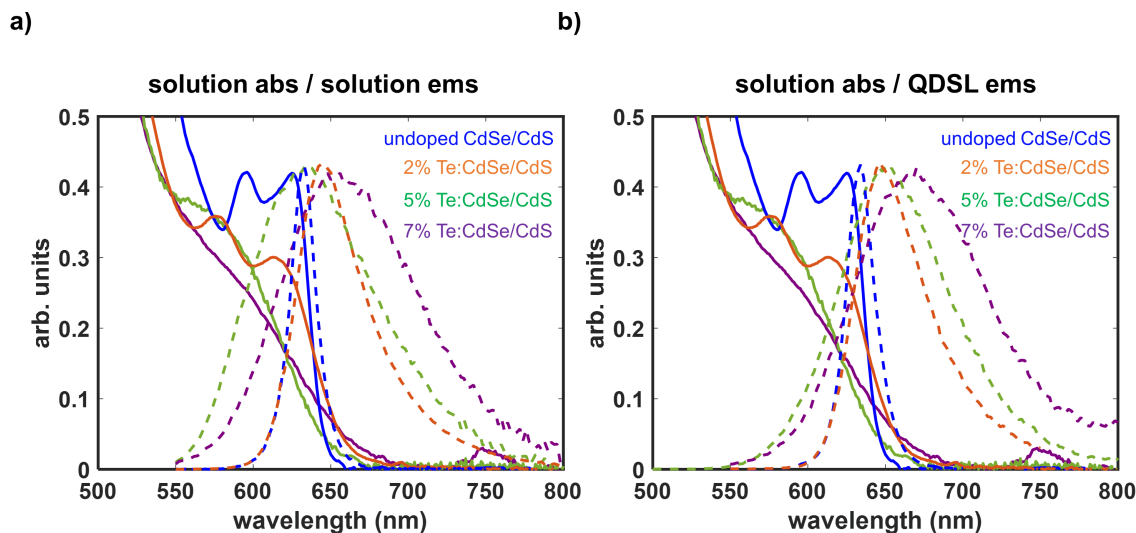 a)
solution abs / solution ems
0.5
0.4
0.3
0.2
0.1
0
arb. units
undoped CdSe/CdS
2% Te:CdSe/CdS
5% Te:CdSe/CdS
7% Te:CdSe/CdS
500 550 600 650 700 750 800
wavelength (nm)
b)
solution abs / QDSL ems
0.5
0.4
0.3
0.2
0.1
0
arb. units
undoped CdSe/CdS
2% Te:CdSe/CdS
5% Te:CdSe/CdS
7% Te:CdSe/CdS
500 550 600 650 700 750 800
wavelength (nm)